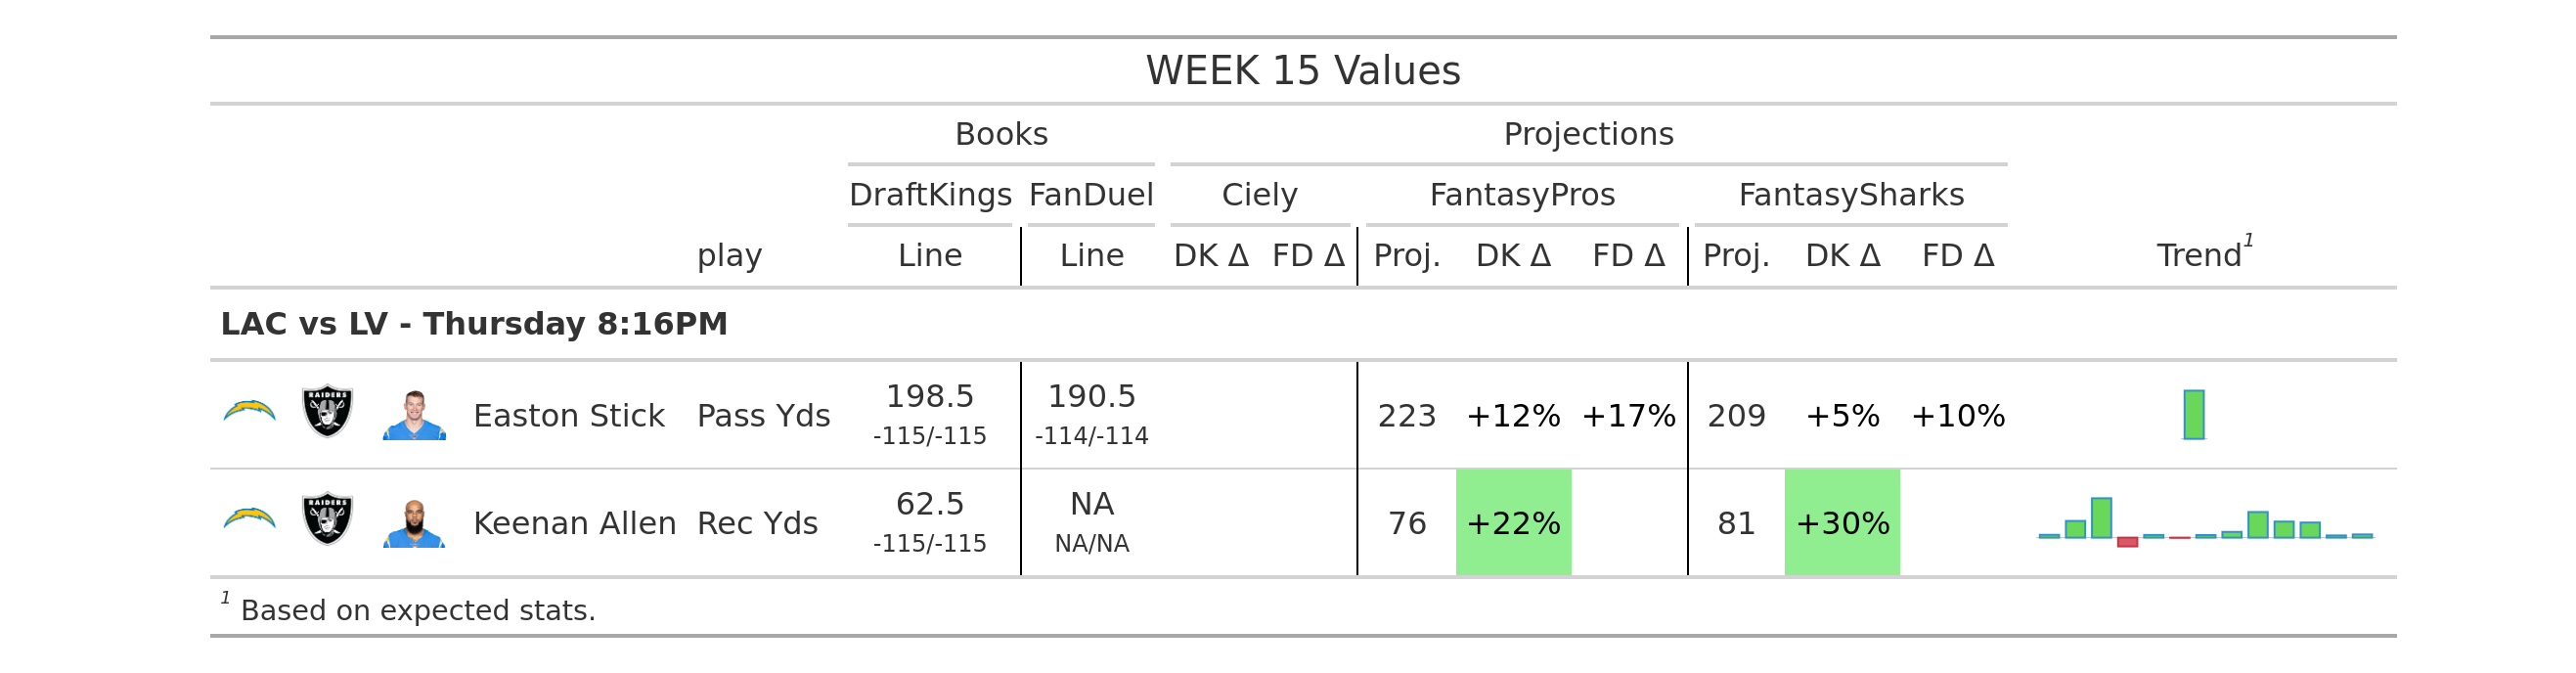 WEEK 15 Values
Books Projections
DraftKings FanDuel Ciely FantasyPros FantasySharks
play Line Line DK Δ FD Δ Proj. DK Δ FD Δ Proj. DK Δ FD Δ Trend1
LAC vs LV - Thursday 8:16PM
RAIDERS Easton Stick Pass Yds 198.5 190.5 223 +12% +17% 209 +5% +10%
-115/-115 -114/-114
RAIDERS Keenan Allen Rec Yds 62.5 NA 76 +22% 81 +30%
-115/-115 NA/NA
1 Based on expected stats.